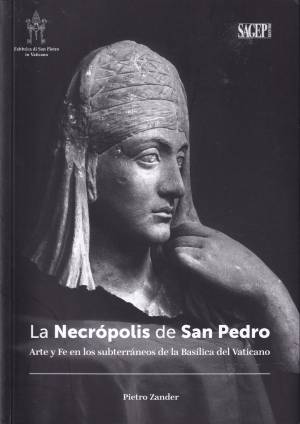 Fabbrica di San Pietro
in Vaticano
SAGEP
La Necrópolis de San Pedro
Arte y Fe en los subterráneos de la Basílica del Vaticano
Pietro Zander